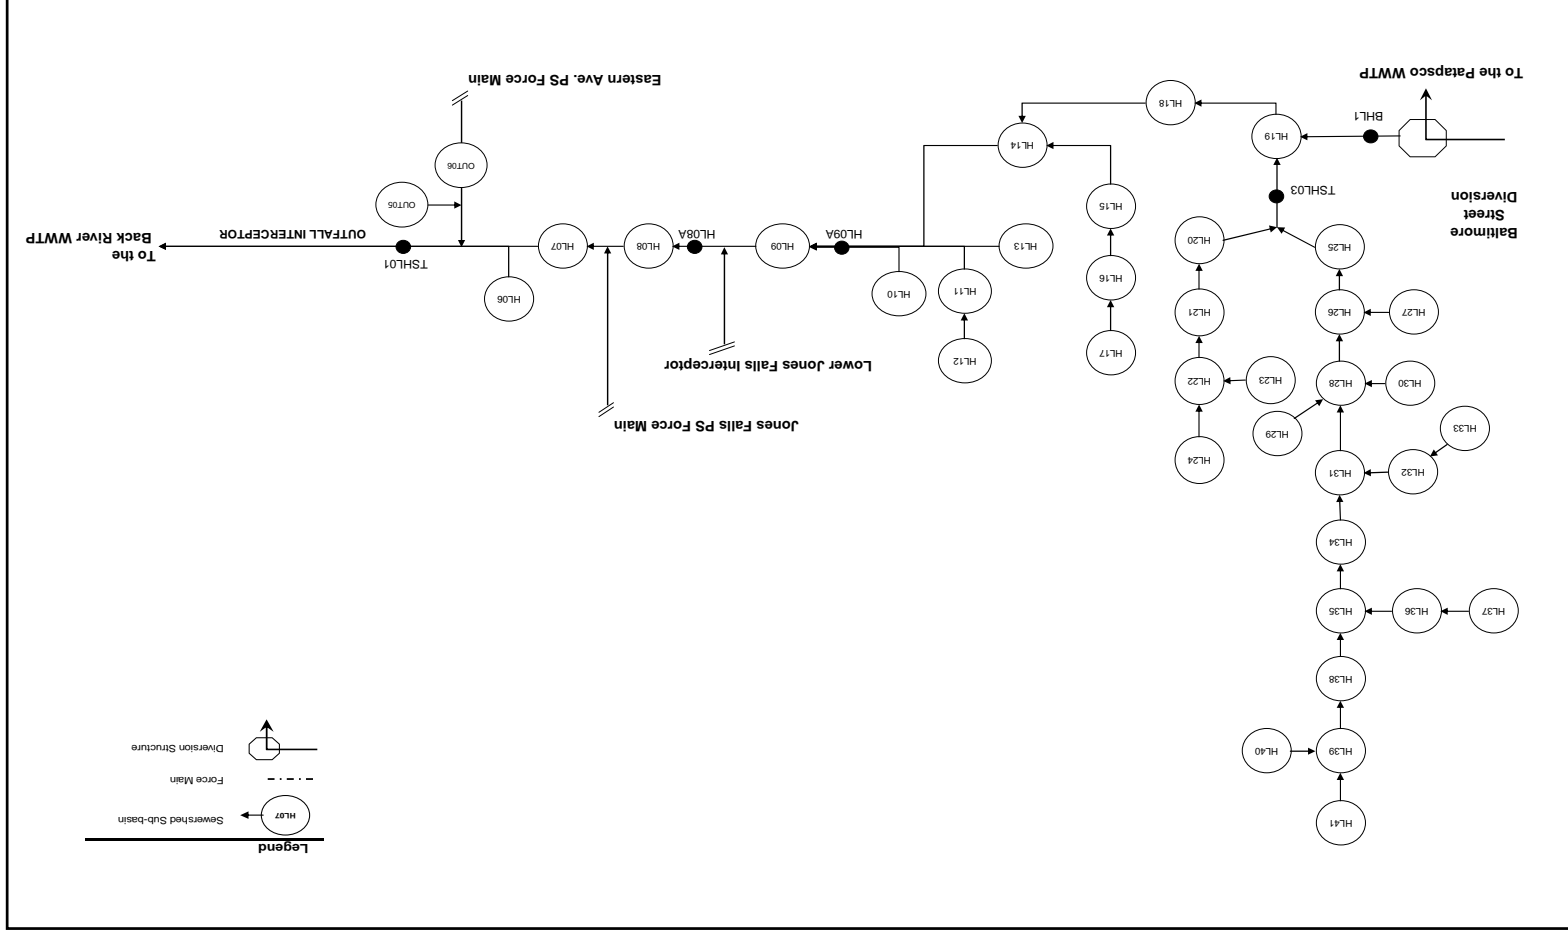 Legend
HL07
Sewershed Sub-basin
Force Main
Diversion Structure
HL41
HL39
HL40
HL38
HL37
HL36
HL35
HL34
HL33
HL32
HL31
HL30
HL29
HL28
HL27
HL26
HL25
HL24
HL23
HL22
HL21
HL20
TSHL03
Baltimore
Street
Diversion
BHL1
To the Patapsco WWTP
HL19
HL18
HL17
HL16
HL15
HL14
HL13
HL12
HL11
HL10
HL09A
HL09
Lower Jones Falls Interceptor
HL08A
HL08
Jones Falls PS Force Main
HL07
HL06
OUT06
Eastern Ave. PS Force Main
OUT05
TSHL01
OUTFALL INTERCEPTOR
To the
Back River WWTP